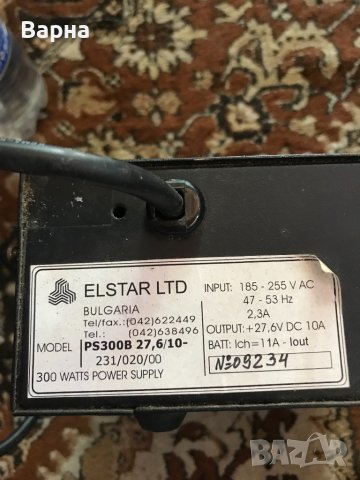 Варна
ELSTAR LTD
BULGARIA
Tel/fax.:(042)622449
Tel.: (042)638496
MODEL PS300B 27,6/10-
231/020/00
300 WATTS POWER SUPPLY
INPUT: 185 - 255 V AC
47 - 53 Hz
2,3A
OUTPUT:+27,6V DC 10A
BATT: Ich=11A - Iout
№09234
BAZAR